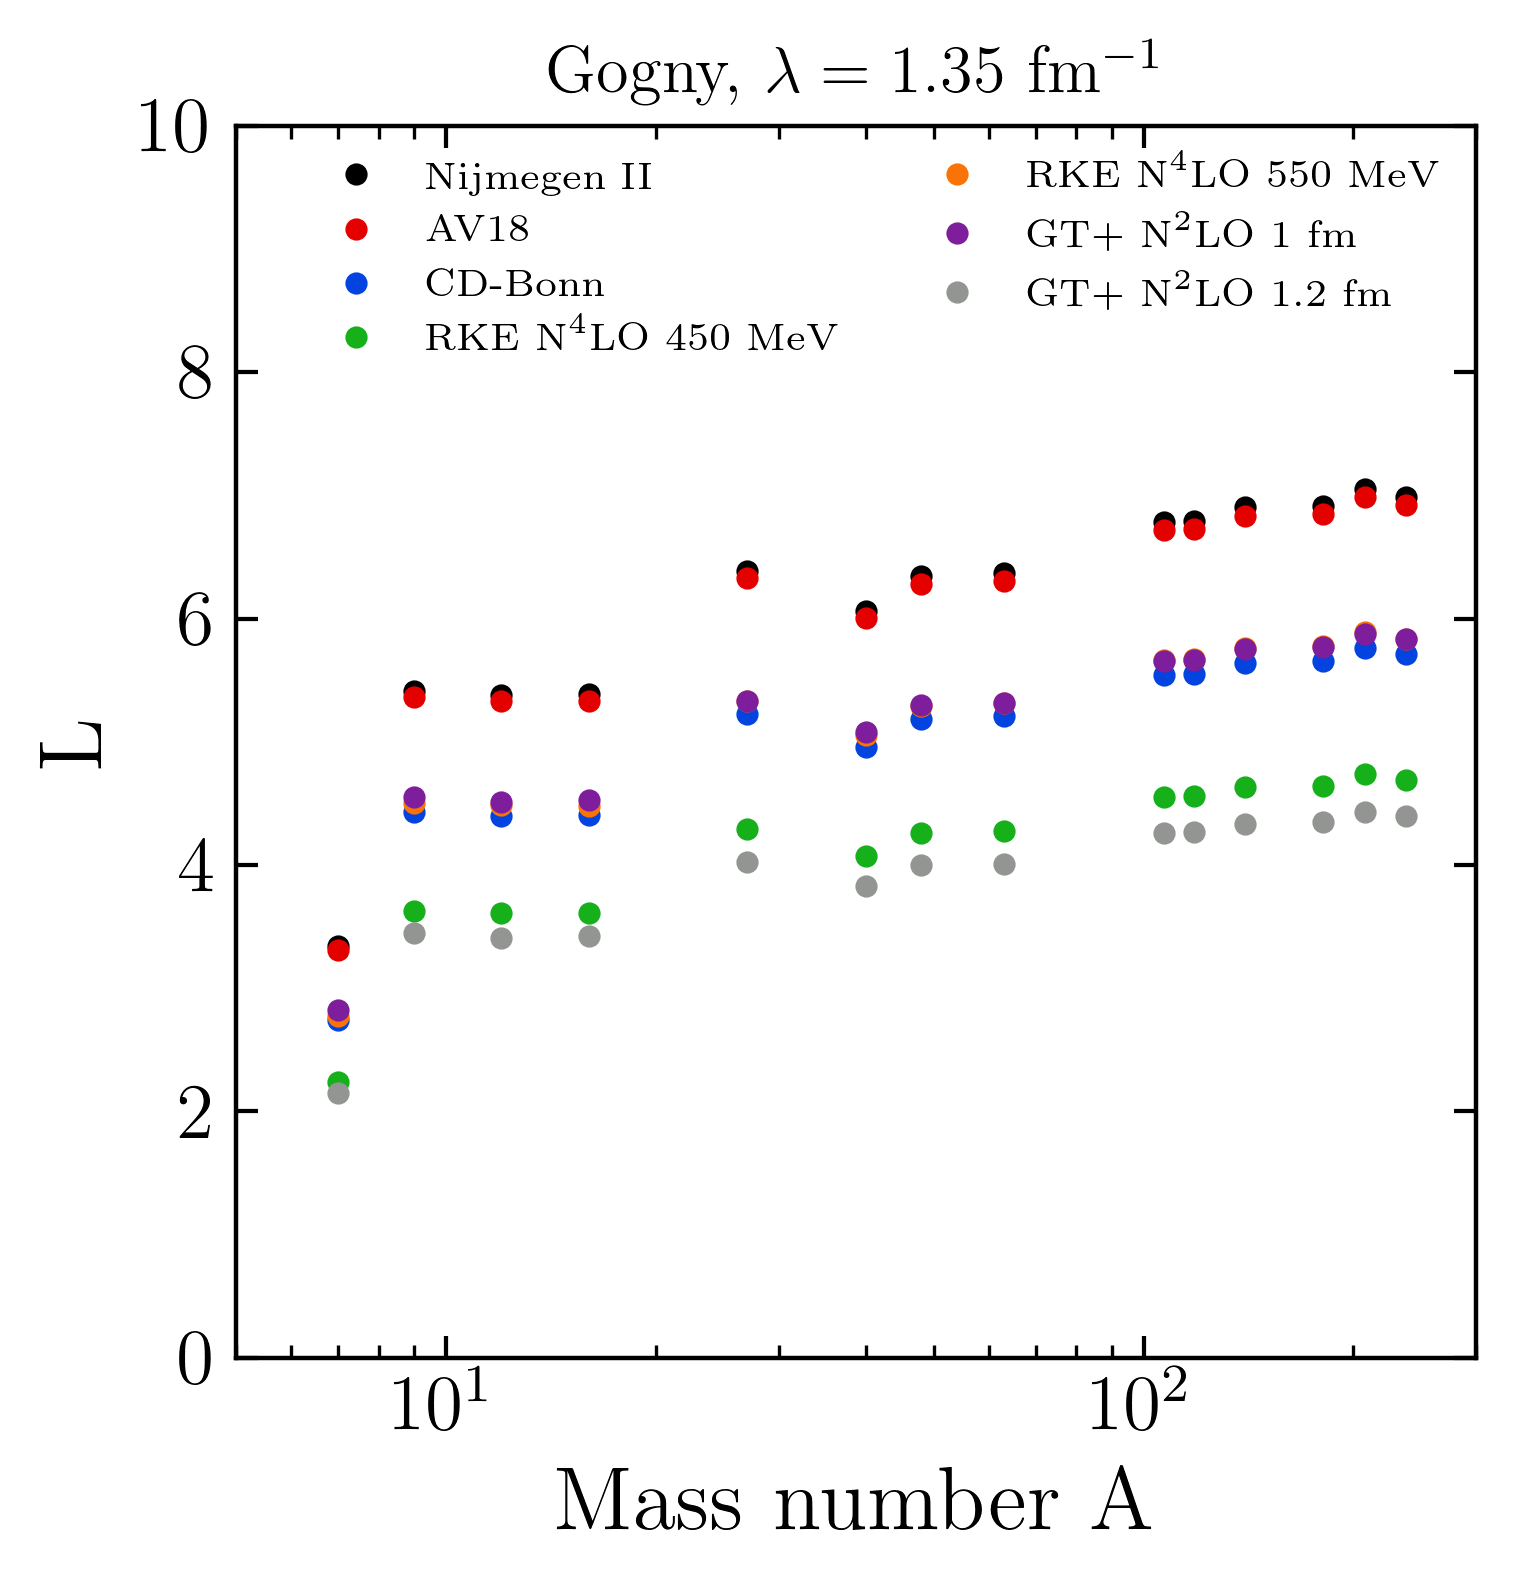 Gogny, λ = 1.35 fm⁻¹
10
8
6
4
2
0
L
Nijmegen II
AV18
CD-Bonn
RKE N⁴LO 450 MeV
RKE N⁴LO 550 MeV
GT+ N²LO 1 fm
GT+ N²LO 1.2 fm
10¹
10²
Mass number A